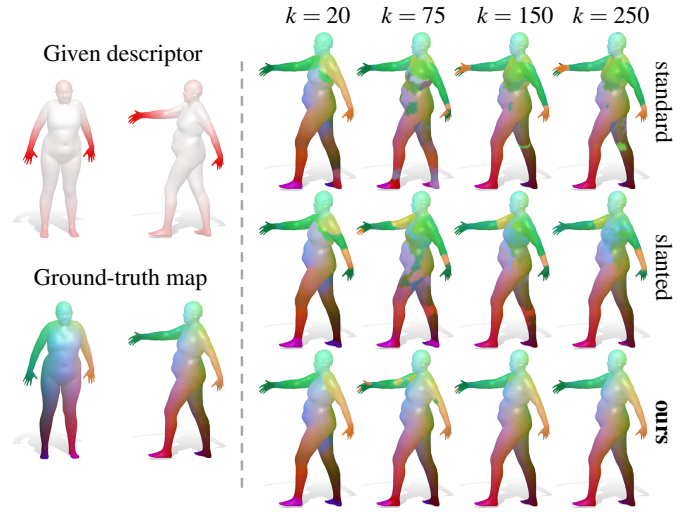 k = 20 k = 75 k = 150 k = 250
Given descriptor
standard
slanted
Ground-truth map
ours